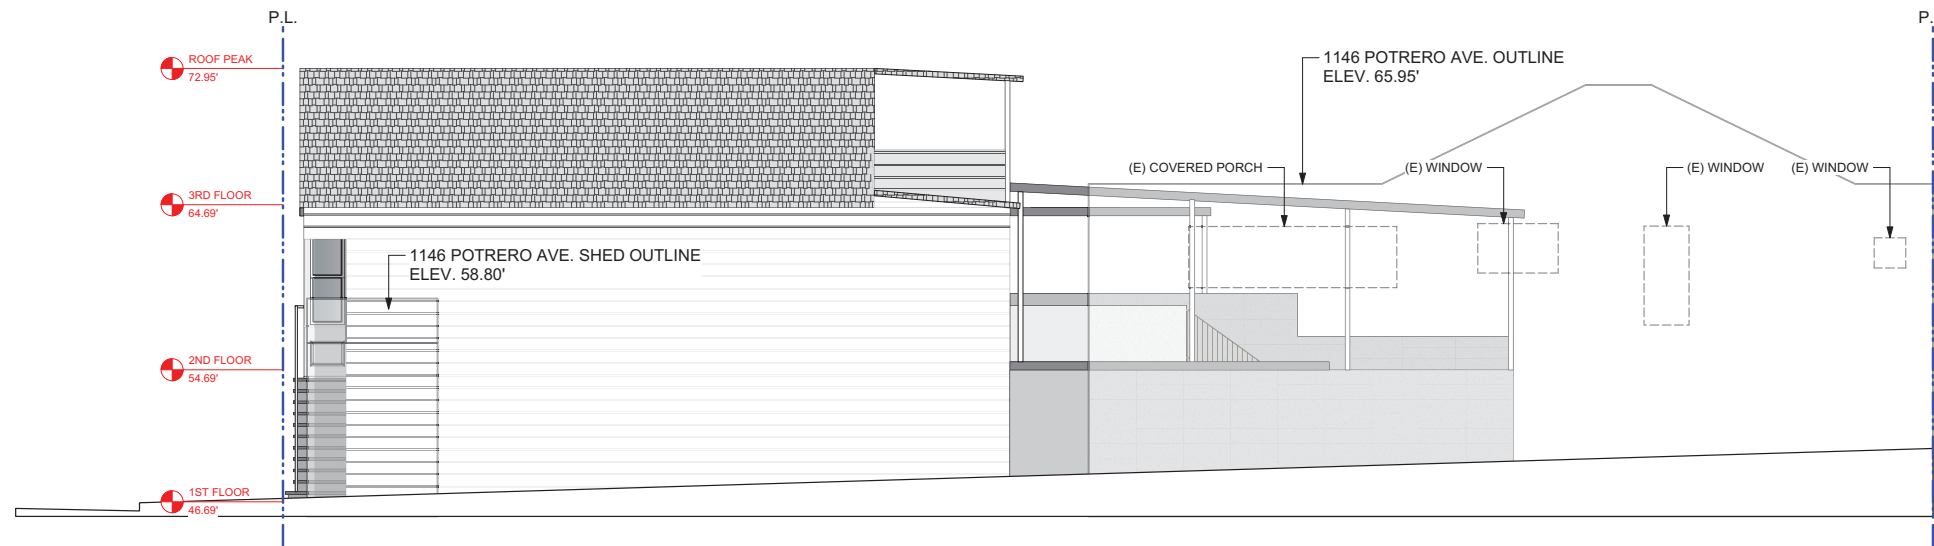 P.L.
P.
ROOF PEAK
72.95'
1146 POTRERO AVE. OUTLINE
ELEV. 65.95'
(E) COVERED PORCH
(E) WINDOW
(E) WINDOW
(E) WINDOW
3RD FLOOR
64.69'
1146 POTRERO AVE. SHED OUTLINE
ELEV. 58.80'
2ND FLOOR
54.69'
1ST FLOOR
46.69'